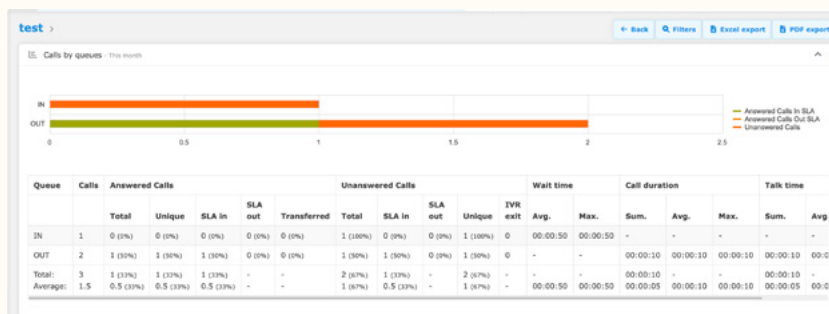 test >
← Back Filters Excel export PDF export
Calls by queues - This month
IN
OUT
0 0.5 1 1.5 2 2.5
Answered Calls In SLA
Answered Calls Out SLA
Unanswered Calls
Queue Calls Answered Calls Unanswered Calls Wait time Call duration Talk time
Total Unique SLA in SLA out Transferred Total SLA in SLA out Unique IVR exit Avg. Max. Sum. Avg. Max. Sum. Avg
IN 1 0 (0%) 0 (0%) 0 (0%) 0 (0%) 0 (0%) 1 (100%) 0 (0%) 0 (0%) 1 (100%) 0 00:00:50 00:00:50 - - - - -
OUT 2 1 (50%) 1 (50%) 1 (50%) 0 (0%) 0 (0%) 1 (50%) 1 (50%) 0 (0%) 1 (50%) 0 - - 00:00:10 00:00:10 00:00:10 00:00:10 00:0
Total: 3 1 (33%) 1 (33%) 1 (33%) - - 2 (67%) 1 (33%) - 2 (67%) - 00:00:10 - 00:00:10 -
Average: 1.5 0.5 (33%) 0.5 (33%) 0.5 (33%) - - 1 (67%) 0.5 (33%) - 1 (67%) - 00:00:50 00:00:50 00:00:05 00:00:10 00:00:10 00:00:05 00:0